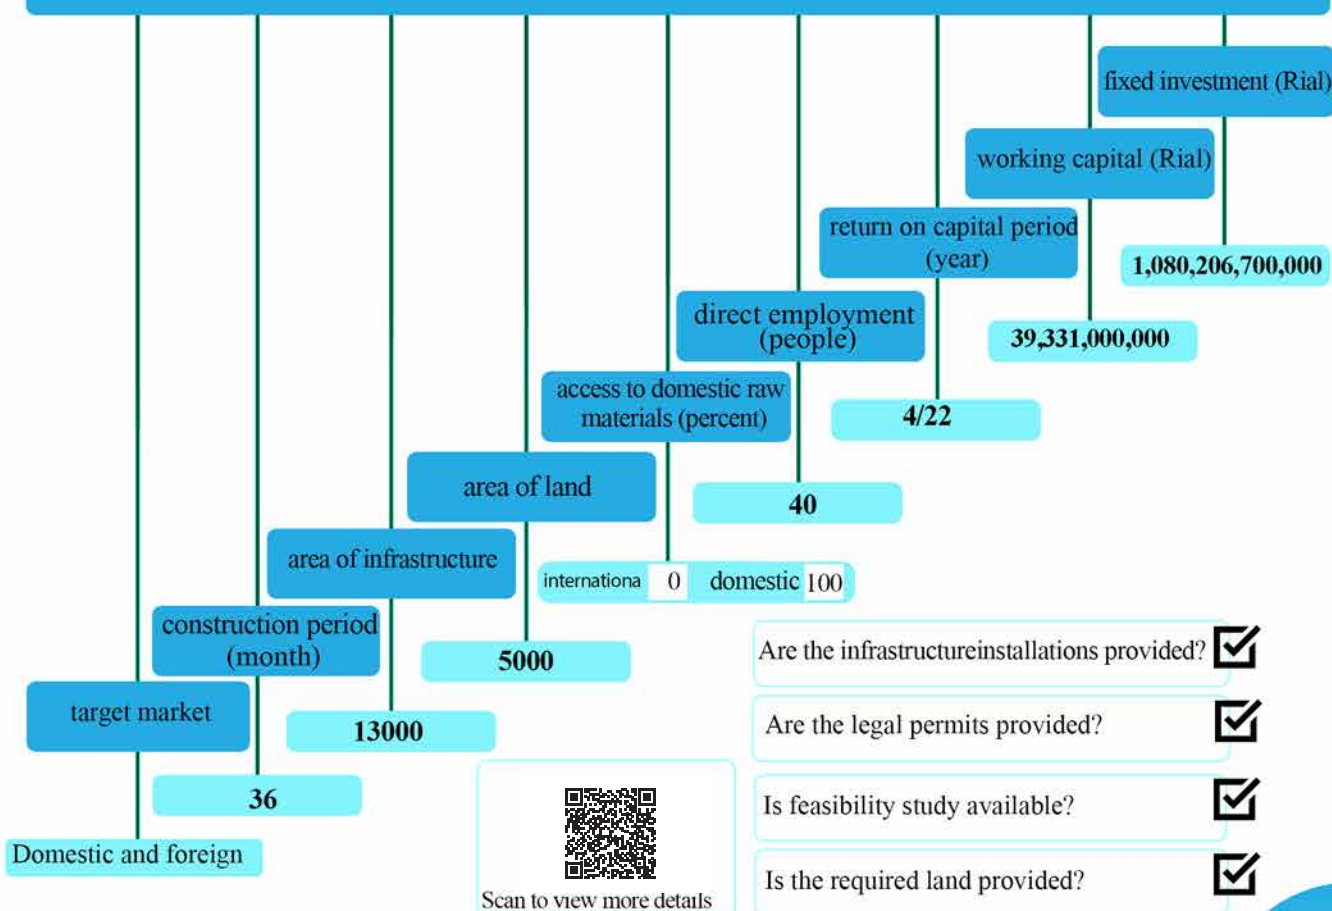 fixed investment (Rial)
1,080,206,700,000
working capital (Rial)
39,331,000,000
return on capital period
(year)
4/22
direct employment
(people)
40
access to domestic raw
materials (percent)
internationa 0 domestic 100
area of land
5000
area of infrastructure
13000
construction period
(month)
36
target market
Domestic and foreign
Are the infrastructureinstallations provided?
Are the legal permits provided?
Is feasibility study available?
Is the required land provided?
Scan to view more details